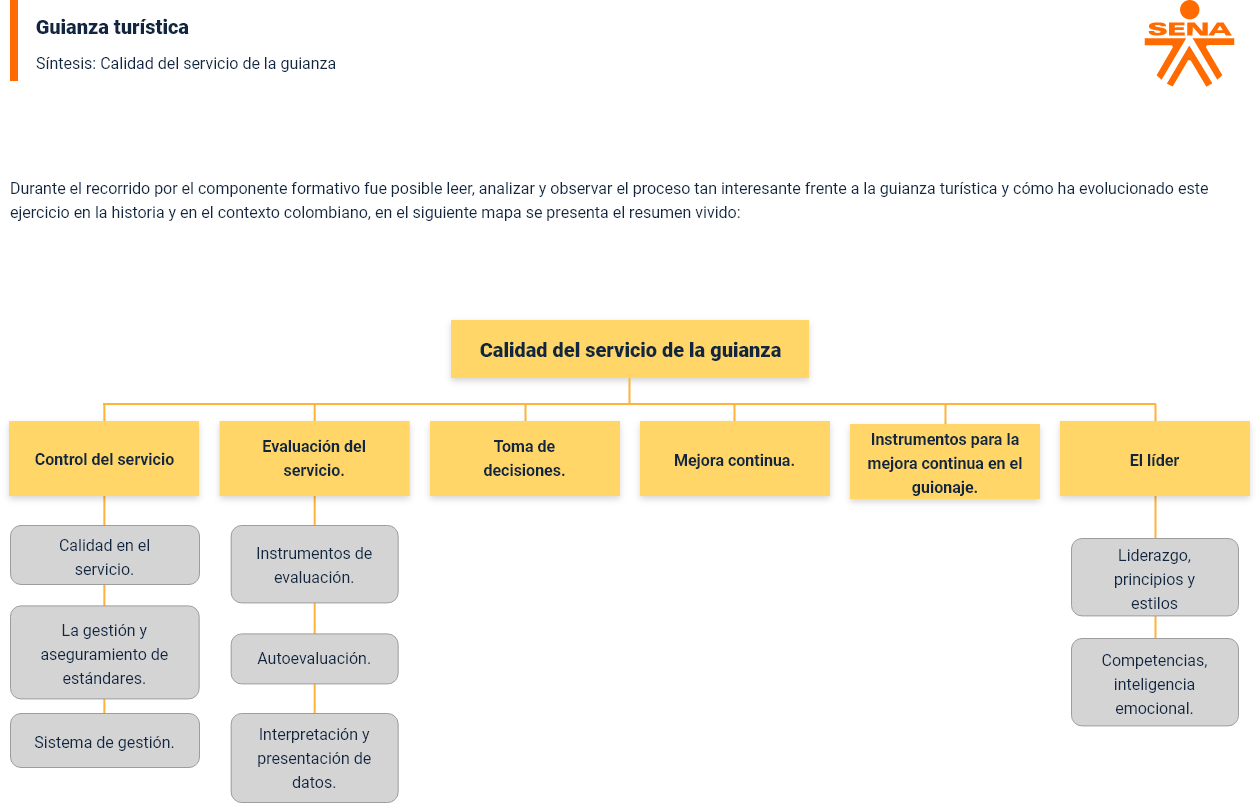 Guianza turística
Síntesis: Calidad del servicio de la guianza
SENA
Durante el recorrido por el componente formativo fue posible leer, analizar y observar el proceso tan interesante frente a la guianza turística y cómo ha evolucionado este
ejercicio en la historia y en el contexto colombiano, en el siguiente mapa se presenta el resumen vivido:
Calidad del servicio de la guianza
Control del servicio
Calidad en el
servicio.
La gestión y
aseguramiento de
estándares.
Sistema de gestión.
Evaluación del
servicio.
Instrumentos de
evaluación.
Autoevaluación.
Interpretación y
presentación de
datos.
Toma de
decisiones.
Mejora continua.
Instrumentos para la
mejora continua en el
guionaje.
El líder
Liderazgo,
principios y
estilos
Competencias,
inteligencia
emocional.